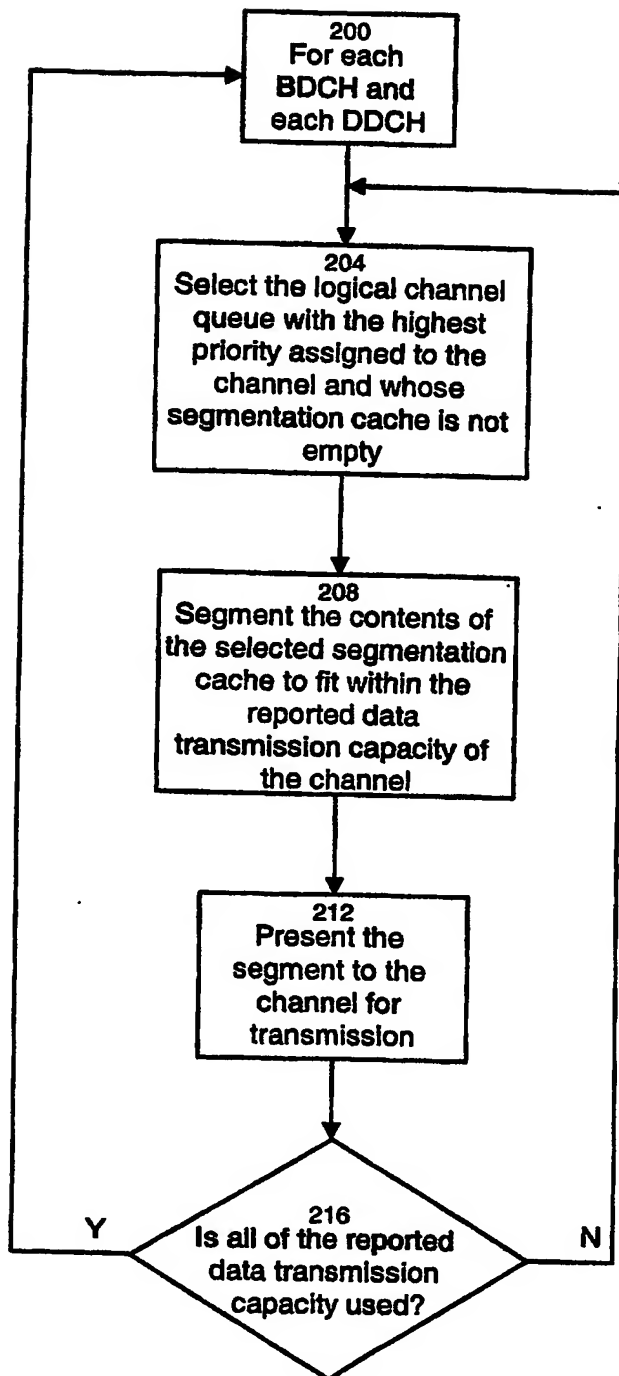 200
For each
BDCH and
each DDCH
204
Select the logical channel
queue with the highest
priority assigned to the
channel and whose
segmentation cache is not
empty
208
Segment the contents of
the selected segmentation
cache to fit within the
reported data
transmission capacity of
the channel
212
Present the
segment to the
channel for
transmission
216
Y
Is all of the reported
N
data transmission
capacity used?